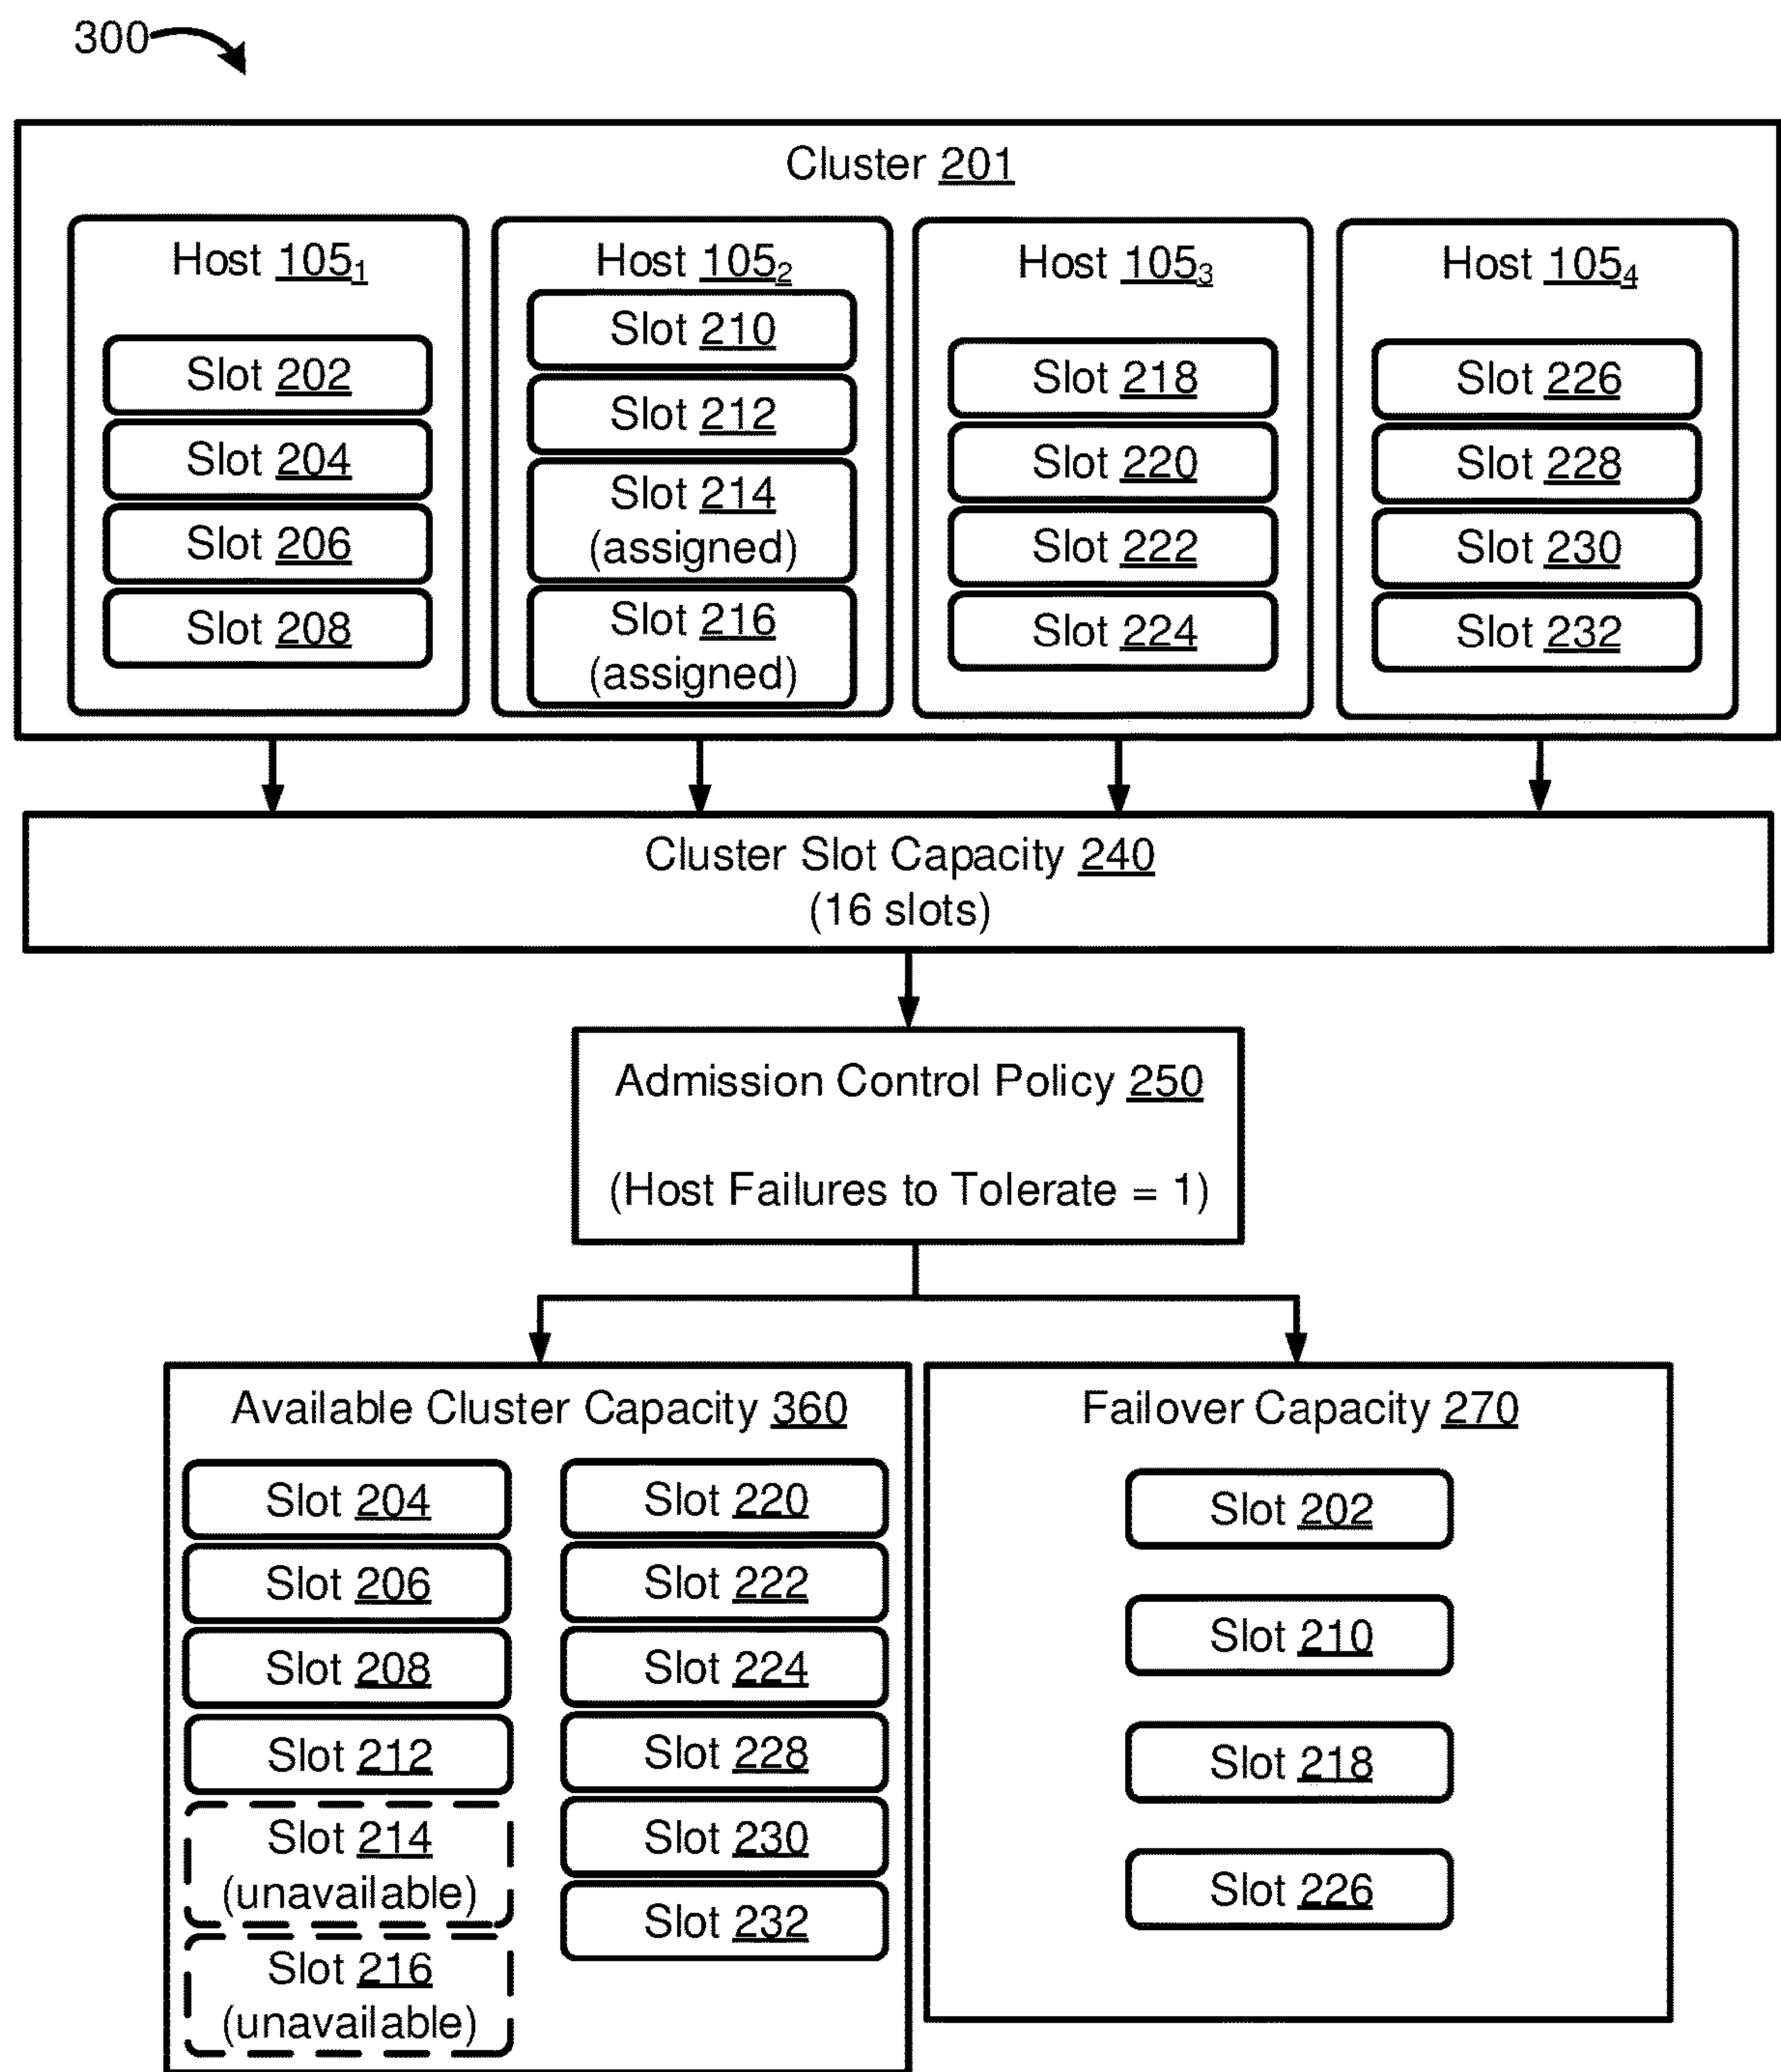 300
Cluster 201
Host 105₁
Slot 202
Slot 204
Slot 206
Slot 208
Host 105₂
Slot 210
Slot 212
Slot 214
(assigned)
Slot 216
(assigned)
Host 105₃
Slot 218
Slot 220
Slot 222
Slot 224
Host 105₄
Slot 226
Slot 228
Slot 230
Slot 232
Cluster Slot Capacity 240
(16 slots)
Admission Control Policy 250
(Host Failures to Tolerate = 1)
Available Cluster Capacity 360
Slot 204
Slot 206
Slot 208
Slot 212
Slot 214
(unavailable)
Slot 216
(unavailable)
Slot 220
Slot 222
Slot 224
Slot 228
Slot 230
Slot 232
Failover Capacity 270
Slot 202
Slot 210
Slot 218
Slot 226